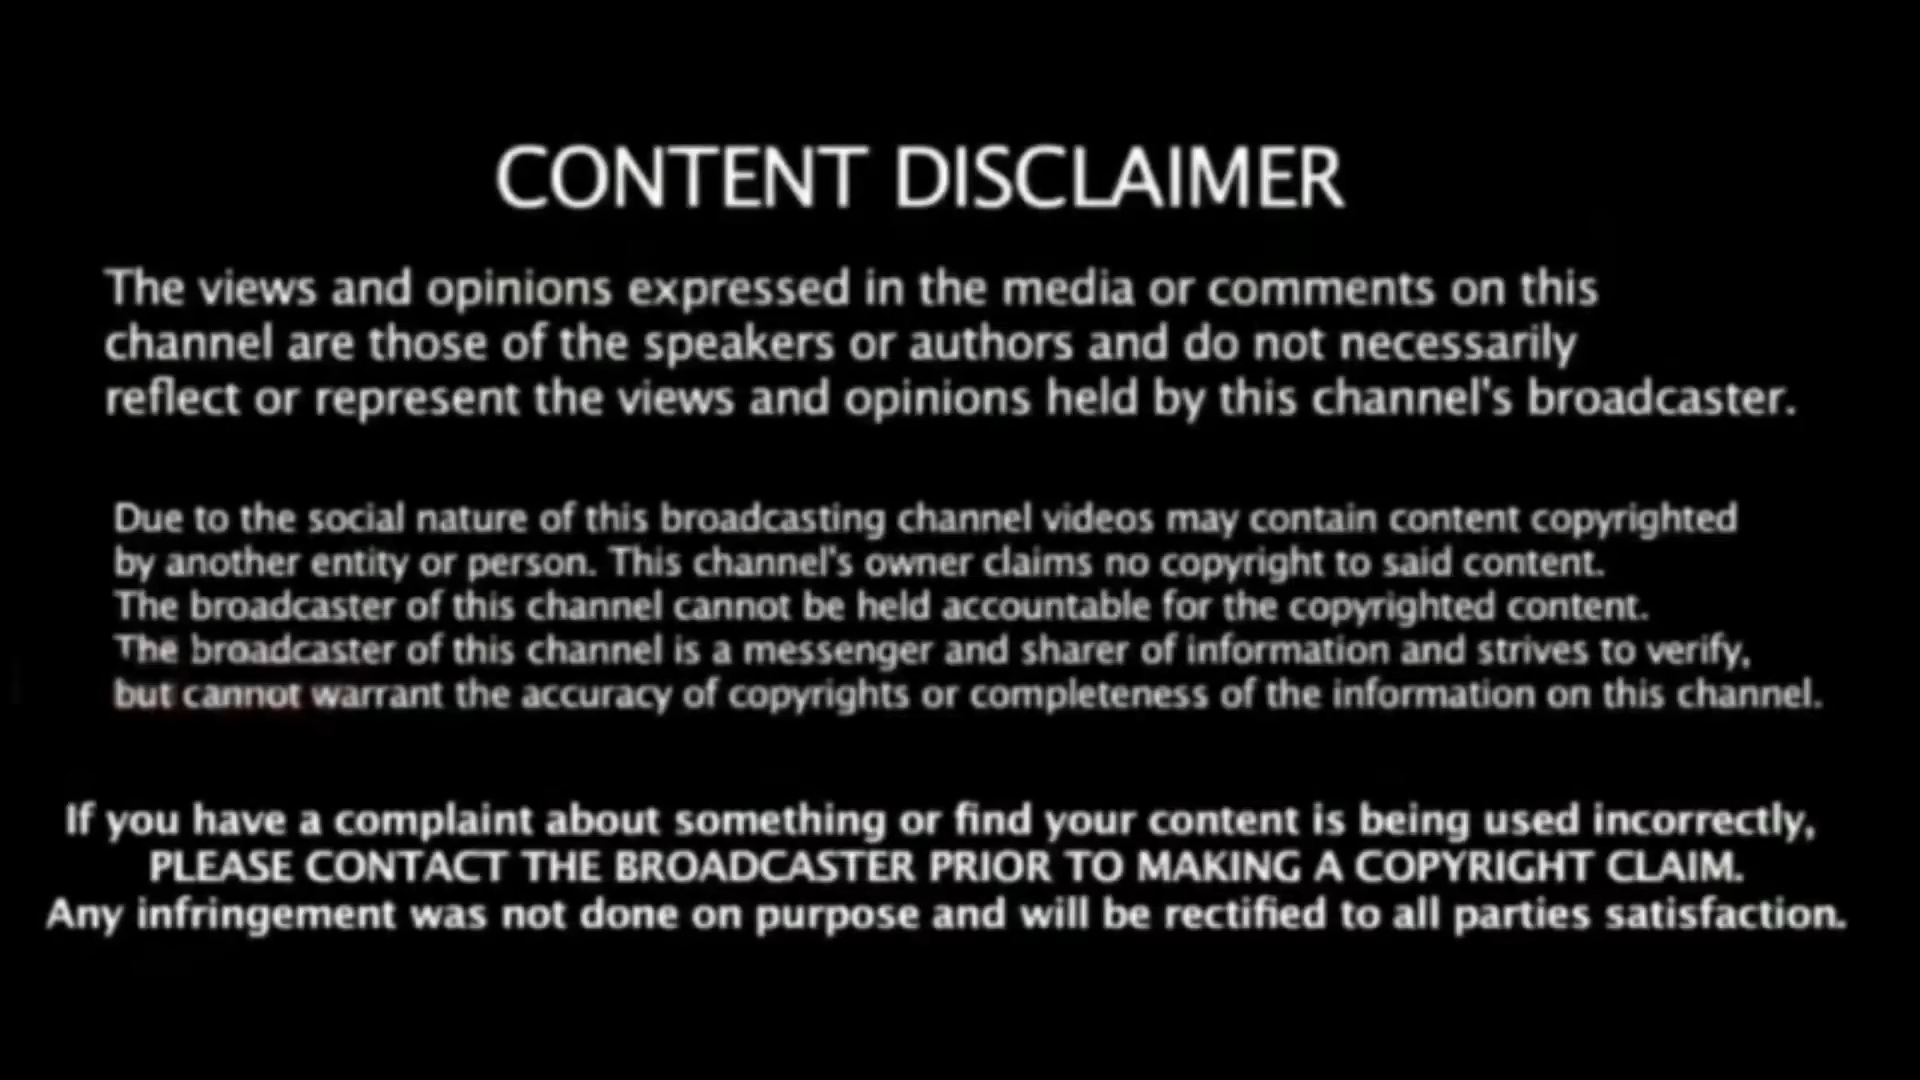 CONTENT DISCLAIMER
The views and opinions expressed in the media or comments on this
channel are those of the speakers or authors and do not necessarily
reflect or represent the views and opinions held by this channel's broadcaster.
Due to the social nature of this broadcasting channel videos may contain content copyrighted
by another entity or person. This channel's owner claims no copyright to said content.
The broadcaster of this channel cannot be held accountable for the copyrighted content.
The broadcaster of this channel is a messenger and sharer of information and strives to verify,
but cannot warrant the accuracy of copyrights or completeness of the information on this channel.
If you have a complaint about something or find your content is being used incorrectly,
PLEASE CONTACT THE BROADCASTER PRIOR TO MAKING A COPYRIGHT CLAIM.
Any infringement was not done on purpose and will be rectified to all parties satisfaction.